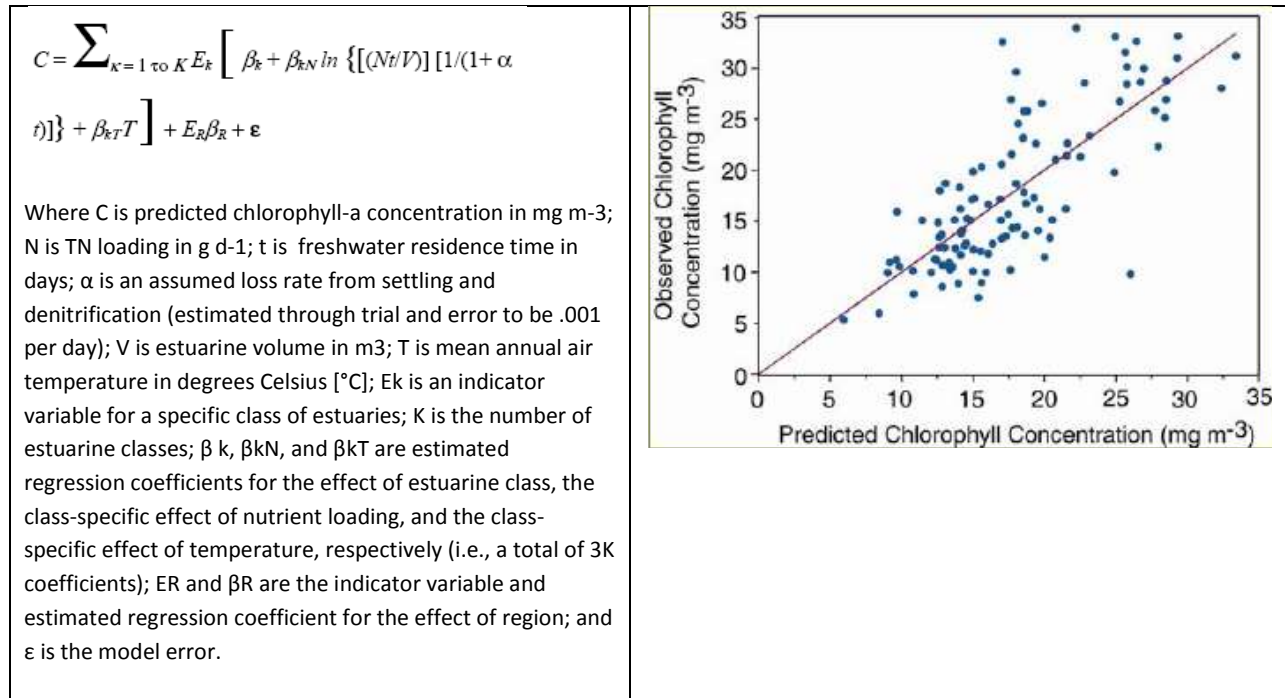 C = ∑κ = 1 to K Ek [ βk + βkN ln {[(Nt/V)] [1/(1+ α
t)]} + βkT T ] + ERβR + ε
Where C is predicted chlorophyll-a concentration in mg m-3;
N is TN loading in g d-1; t is freshwater residence time in
days; α is an assumed loss rate from settling and
denitrification (estimated through trial and error to be .001
per day); V is estuarine volume in m3; T is mean annual air
temperature in degrees Celsius [°C]; Ek is an indicator
variable for a specific class of estuaries; K is the number of
estuarine classes; β k, βkN, and βkT are estimated
regression coefficients for the effect of estuarine class, the
class-specific effect of nutrient loading, and the class-
specific effect of temperature, respectively (i.e., a total of 3K
coefficients); ER and βR are the indicator variable and
estimated regression coefficient for the effect of region; and
ε is the model error.
Observed Chlorophyll
Concentration (mg m-3)
35
30
25
20
15
10
5
0
0 5 10 15 20 25 30 35
Predicted Chlorophyll Concentration (mg m-3)